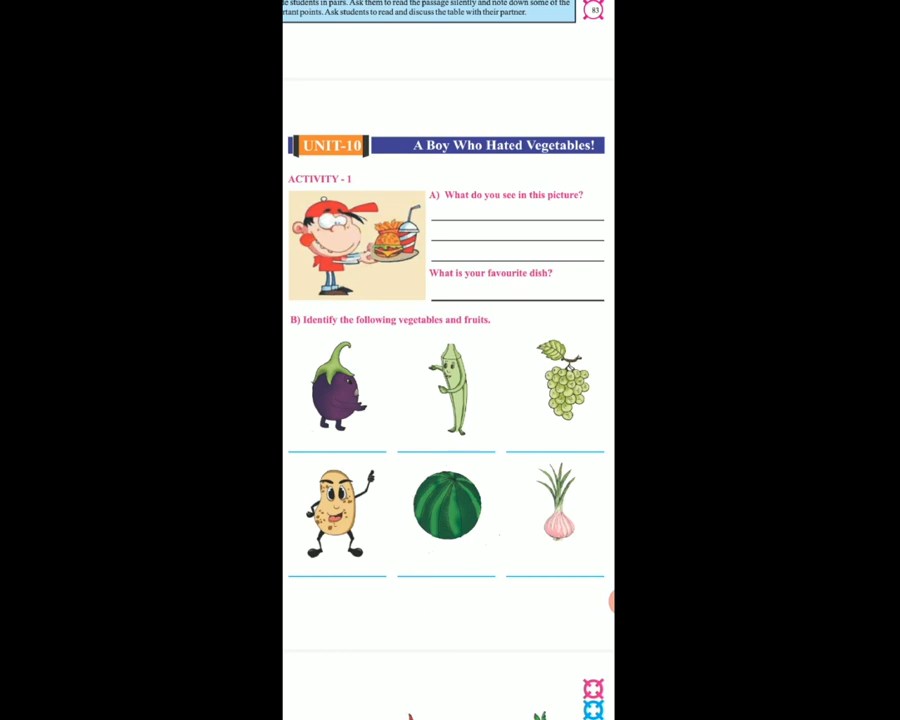 le students in pairs. Ask them to read the passage silently and note down some of the
rtant points. Ask students to read and discuss the table with their partner.
83
UNIT-10
A Boy Who Hated Vegetables!
ACTIVITY - 1
A) What do you see in this picture?
What is your favourite dish?
B) Identify the following vegetables and fruits.